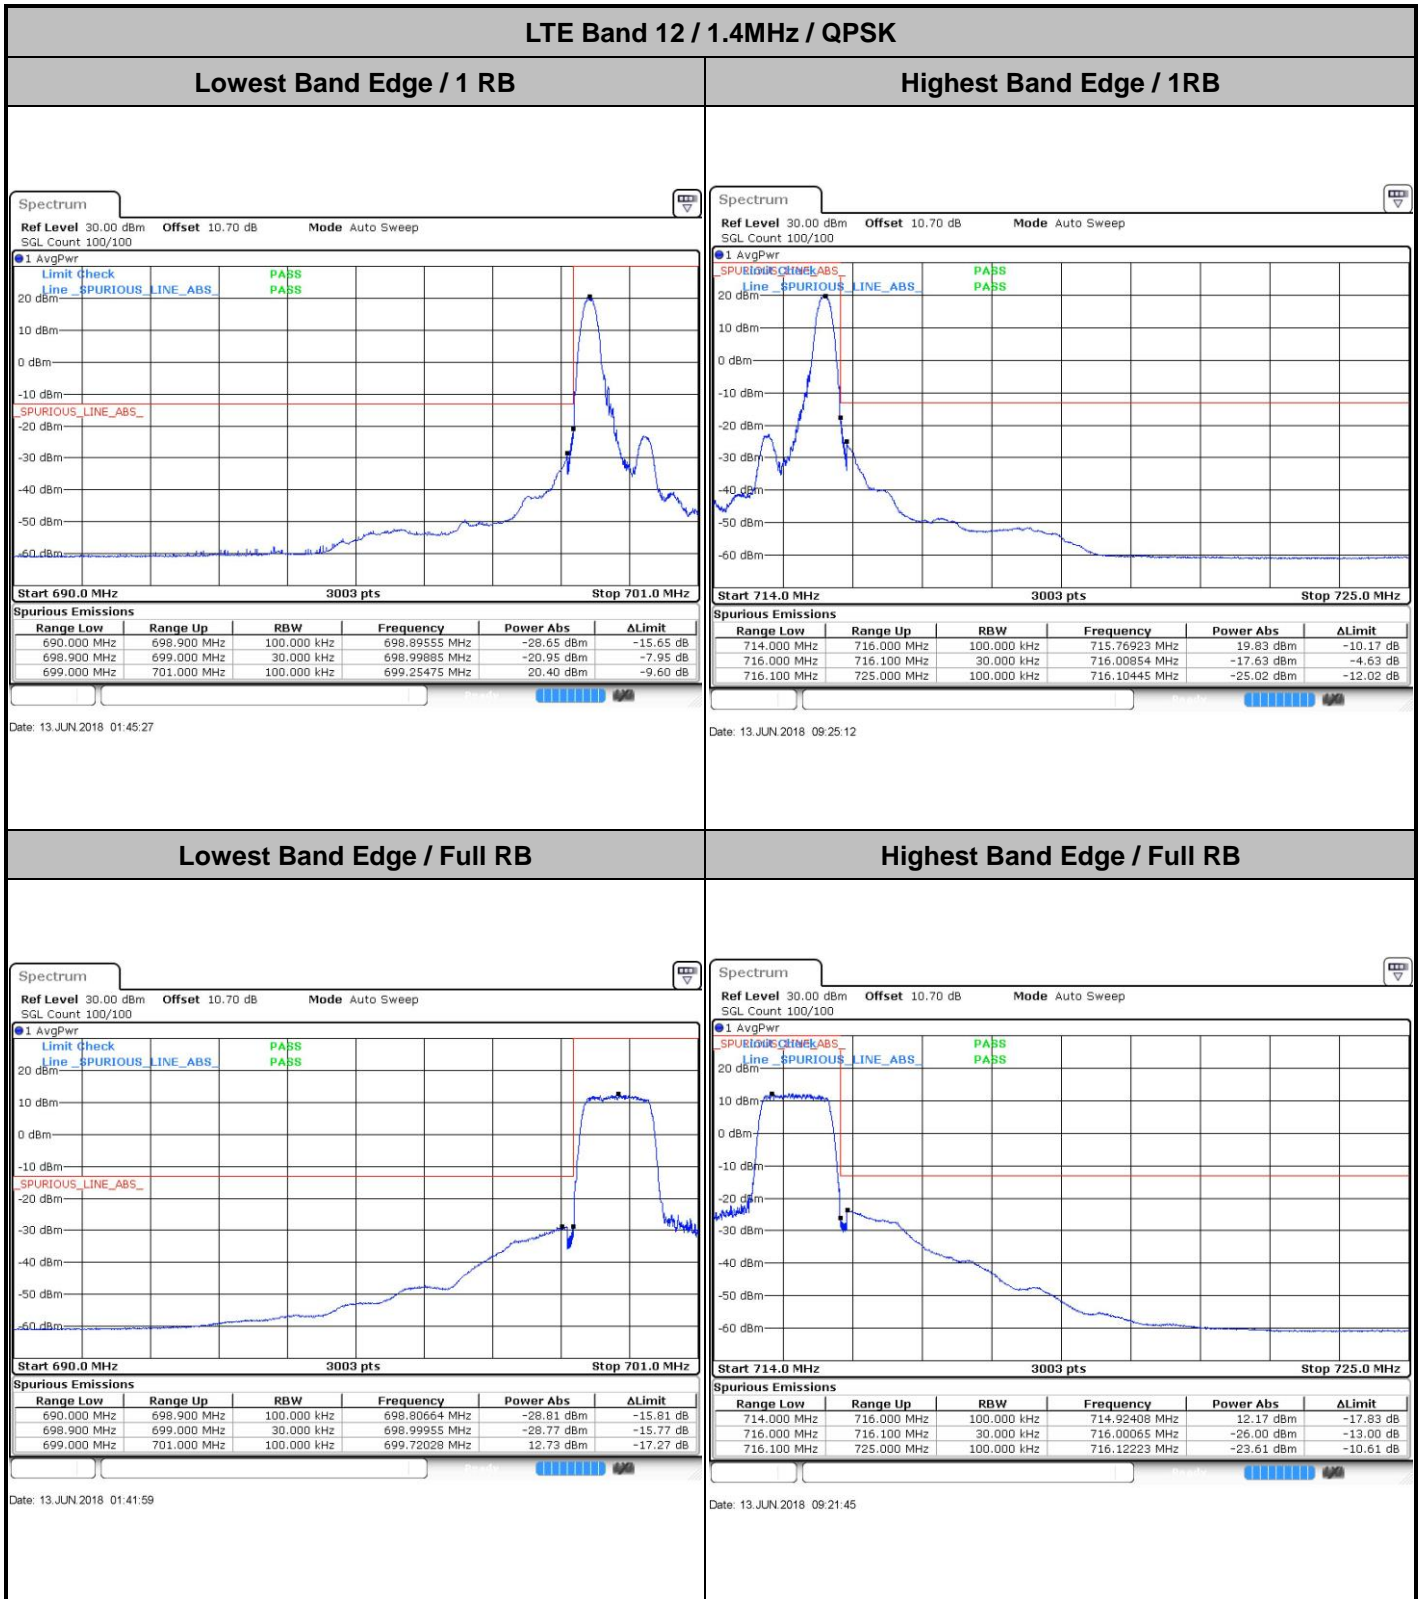 LTE Band 12 / 1.4MHz / QPSK
Lowest Band Edge / 1 RB
Highest Band Edge / 1RB
Spectrum
Ref Level 30.00 dBm Offset 10.70 dB Mode Auto Sweep
SGL Count 100/100
1 AvgPwr
Limit Check PASS
Line _SPURIOUS_LINE_ABS_ PASS
20 dBm
10 dBm
0 dBm
-10 dBm
_SPURIOUS_LINE_ABS_
-20 dBm
-30 dBm
-40 dBm
-50 dBm
-60 dBm
Start 690.0 MHz 3003 pts Stop 701.0 MHz
Spurious Emissions
Range Low Range Up RBW Frequency Power Abs ΔLimit
690.000 MHz 698.900 MHz 100.000 kHz 698.89555 MHz -28.65 dBm -15.65 dB
698.900 MHz 699.000 MHz 30.000 kHz 698.99885 MHz -20.95 dBm -7.95 dB
699.000 MHz 701.000 MHz 100.000 kHz 699.25475 MHz 20.40 dBm -9.60 dB
Ready
Date: 13.JUN.2018 01:45:27
Spectrum
Ref Level 30.00 dBm Offset 10.70 dB Mode Auto Sweep
SGL Count 100/100
1 AvgPwr
_SPURIOUS_LINE_ABS_
Limit Check PASS
Line _SPURIOUS_LINE_ABS_ PASS
20 dBm
10 dBm
0 dBm
-10 dBm
-20 dBm
-30 dBm
-40 dBm
-50 dBm
-60 dBm
Start 714.0 MHz 3003 pts Stop 725.0 MHz
Spurious Emissions
Range Low Range Up RBW Frequency Power Abs ΔLimit
714.000 MHz 716.000 MHz 100.000 kHz 715.76923 MHz 19.83 dBm -10.17 dB
716.000 MHz 716.100 MHz 30.000 kHz 716.00854 MHz -17.63 dBm -4.63 dB
716.100 MHz 725.000 MHz 100.000 kHz 716.10445 MHz -25.02 dBm -12.02 dB
Ready
Date: 13.JUN.2018 09:25:12
Lowest Band Edge / Full RB
Highest Band Edge / Full RB
Spectrum
Ref Level 30.00 dBm Offset 10.70 dB Mode Auto Sweep
SGL Count 100/100
1 AvgPwr
Limit Check PASS
Line _SPURIOUS_LINE_ABS_ PASS
20 dBm
10 dBm
0 dBm
-10 dBm
_SPURIOUS_LINE_ABS_
-20 dBm
-30 dBm
-40 dBm
-50 dBm
-60 dBm
Start 690.0 MHz 3003 pts Stop 701.0 MHz
Spurious Emissions
Range Low Range Up RBW Frequency Power Abs ΔLimit
690.000 MHz 698.900 MHz 100.000 kHz 698.80664 MHz -28.81 dBm -15.81 dB
698.900 MHz 699.000 MHz 30.000 kHz 698.99955 MHz -28.77 dBm -15.77 dB
699.000 MHz 701.000 MHz 100.000 kHz 699.72028 MHz 12.73 dBm -17.27 dB
Ready
Date: 13.JUN.2018 01:41:59
Spectrum
Ref Level 30.00 dBm Offset 10.70 dB Mode Auto Sweep
SGL Count 100/100
1 AvgPwr
_SPURIOUS_LINE_ABS_
Limit Check PASS
Line _SPURIOUS_LINE_ABS_ PASS
20 dBm
10 dBm
0 dBm
-10 dBm
-20 dBm
-30 dBm
-40 dBm
-50 dBm
-60 dBm
Start 714.0 MHz 3003 pts Stop 725.0 MHz
Spurious Emissions
Range Low Range Up RBW Frequency Power Abs ΔLimit
714.000 MHz 716.000 MHz 100.000 kHz 714.92408 MHz 12.17 dBm -17.83 dB
716.000 MHz 716.100 MHz 30.000 kHz 716.00065 MHz -26.00 dBm -13.00 dB
716.100 MHz 725.000 MHz 100.000 kHz 716.12223 MHz -23.61 dBm -10.61 dB
Ready
Date: 13.JUN.2018 09:21:45